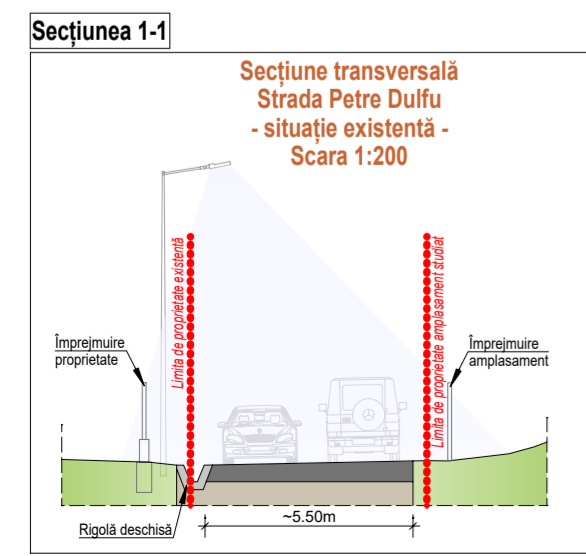 Secțiunea 1-1
Secțiune transversală
Strada Petre Dulfu
- situație existentă -
Scara 1:200
Limita de proprietate existentă
Limita de proprietate amplasament studiat
Împrejmuire
proprietate
Împrejmuire
amplasament
Rigolă deschisă
~5.50m